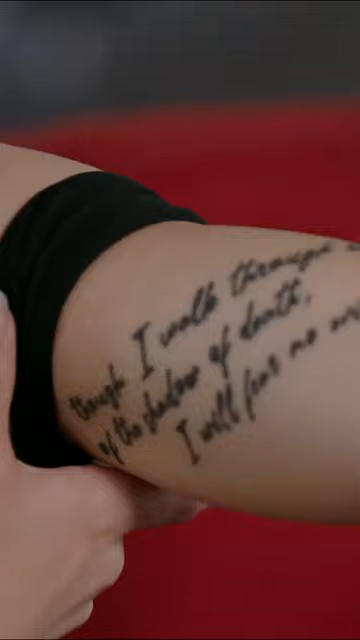 though I walk through
of the shadow of death,
I will fear no